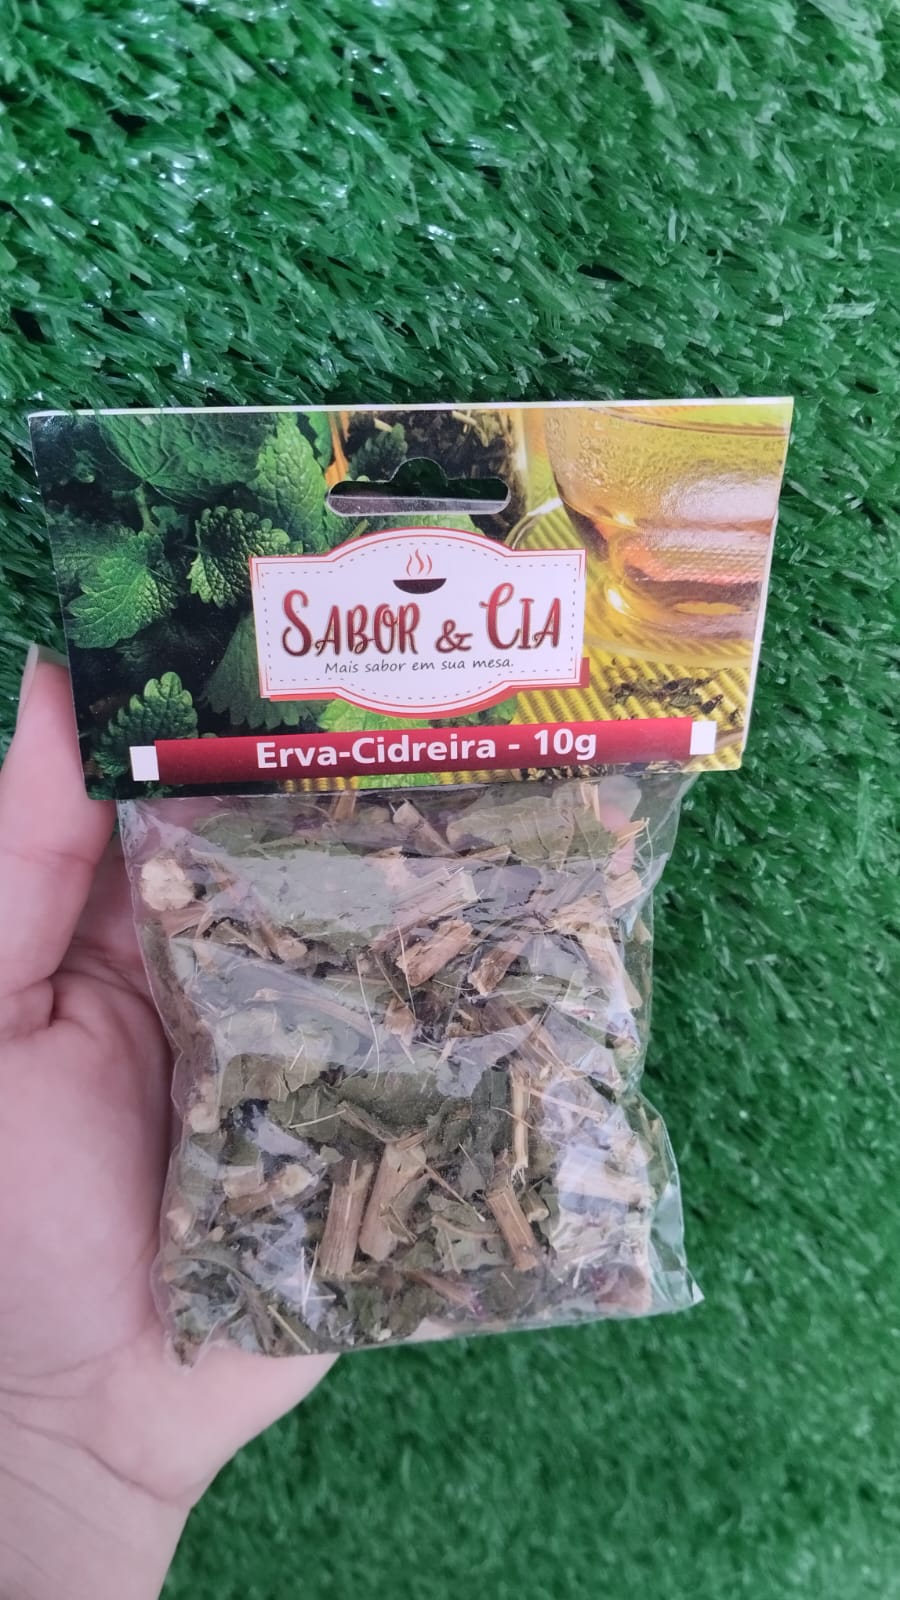 SABOR & CIA
Mais sabor em sua mesa.
Erva-Cidreira - 10g